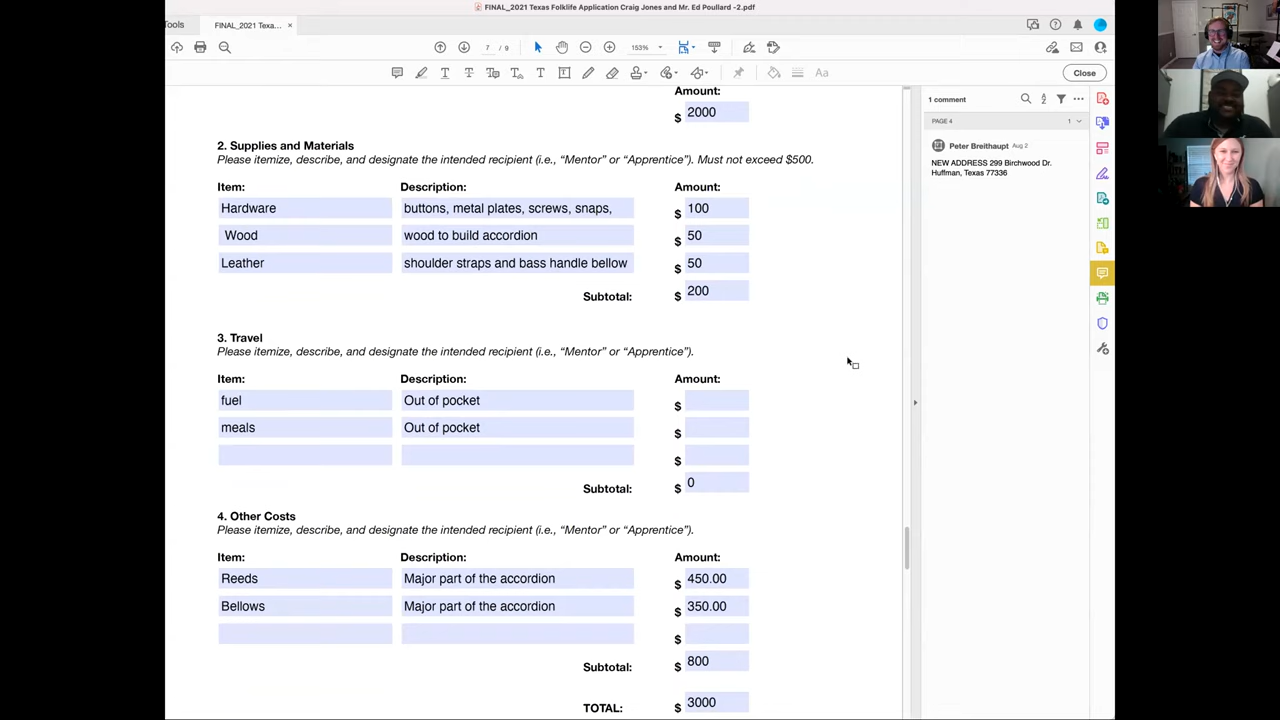 FINAL_2021 Texas Folklife Application Craig Jones and Mr. Ed Poullard -2.pdf
Tools
FINAL_2021 Texa... ×
7 / 9
153%
Aa
Close
Amount:
$ 2000
2. Supplies and Materials
Please itemize, describe, and designate the intended recipient (i.e., “Mentor” or “Apprentice”). Must not exceed $500.
Item: Description: Amount:
Hardware buttons, metal plates, screws, snaps, $ 100
Wood wood to build accordion $ 50
Leather shoulder straps and bass handle bellow $ 50
Subtotal: $ 200
3. Travel
Please itemize, describe, and designate the intended recipient (i.e., “Mentor” or “Apprentice”).
Item: Description: Amount:
fuel Out of pocket $
meals Out of pocket $
$
Subtotal: $ 0
4. Other Costs
Please itemize, describe, and designate the intended recipient (i.e., “Mentor” or “Apprentice”).
Item: Description: Amount:
Reeds Major part of the accordion $ 450.00
Bellows Major part of the accordion $ 350.00
$
Subtotal: $ 800
TOTAL: $ 3000
1 comment
PAGE 4 1
Peter Breithaupt Aug 2
NEW ADDRESS 299 Birchwood Dr.
Huffman, Texas 77336